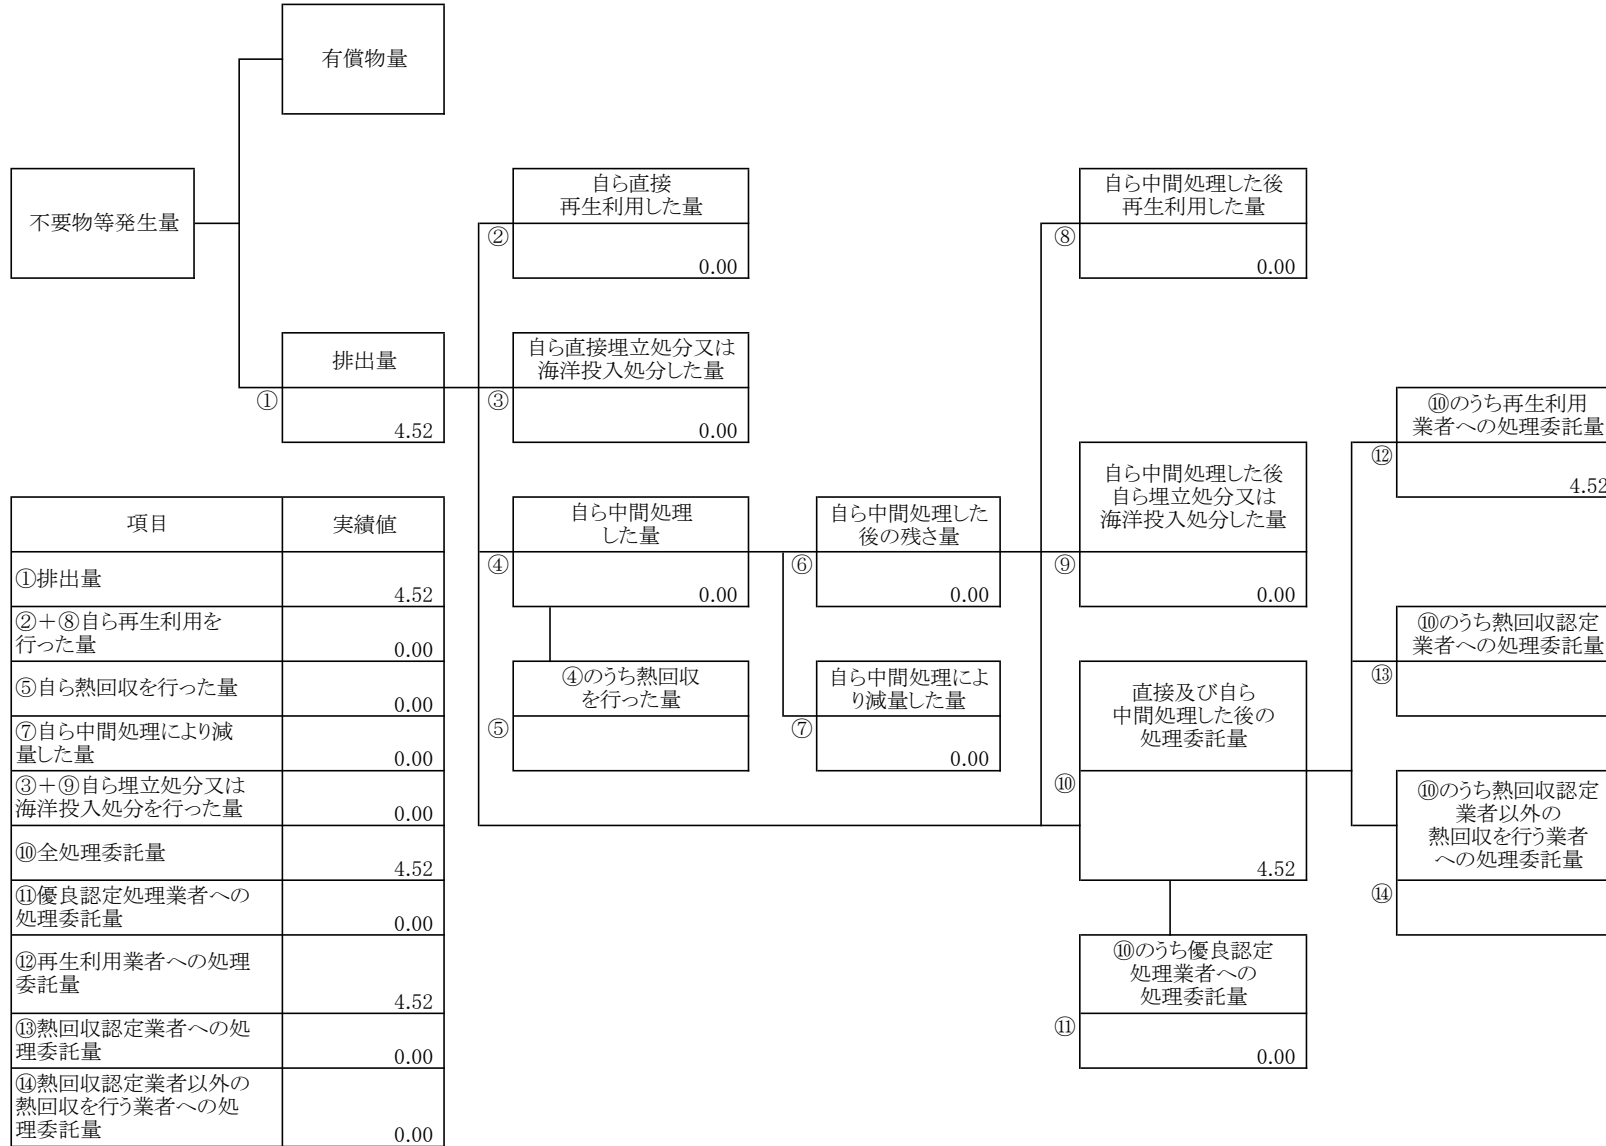 有償物量
不要物等発生量
自ら直接
再生利用した量
②
0.00
自ら中間処理した後
再生利用した量
⑧
0.00
排出量
①
4.52
自ら直接埋立処分又は
海洋投入処分した量
③
0.00
⑩のうち再生利用
業者への処理委託量
⑫
4.52
自ら中間処理した後
自ら埋立処分又は
海洋投入処分した量
⑨
0.00
自ら中間処理
した量
④
0.00
自ら中間処理した
後の残さ量
⑥
0.00
⑩のうち熱回収認定
業者への処理委託量
⑬
④のうち熱回収
を行った量
⑤
自ら中間処理によ
り減量した量
⑦
0.00
直接及び自ら
中間処理した後の
処理委託量
⑩
4.52
⑩のうち熱回収認定
業者以外の
熱回収を行う業者
への処理委託量
⑭
⑩のうち優良認定
処理業者への
処理委託量
⑪
0.00
項目 実績値
①排出量 4.52
②＋⑧自ら再生利用を
行った量 0.00
⑤自ら熱回収を行った量 0.00
⑦自ら中間処理により減
量した量 0.00
③＋⑨自ら埋立処分又は
海洋投入処分を行った量 0.00
⑩全処理委託量 4.52
⑪優良認定処理業者への
処理委託量 0.00
⑫再生利用業者への処理
委託量 4.52
⑬熱回収認定業者への処
理委託量 0.00
⑭熱回収認定業者以外の
熱回収を行う業者への処
理委託量 0.00